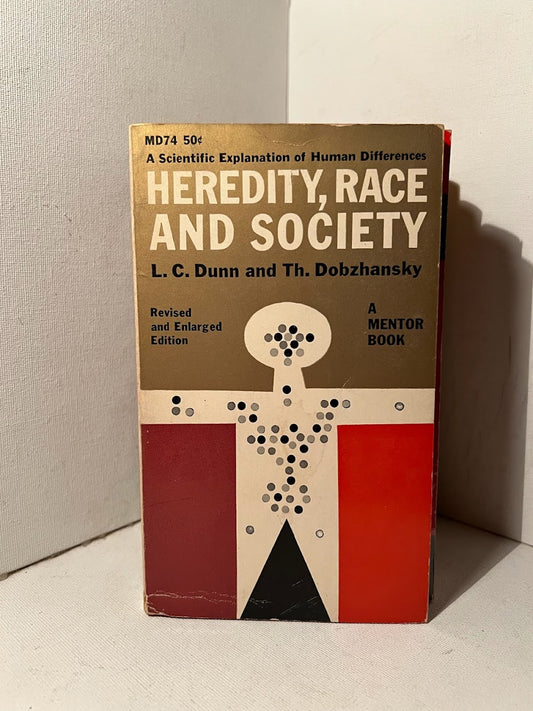 MD74 50¢
A Scientific Explanation of Human Differences
HEREDITY, RACE
AND SOCIETY
L. C. Dunn and Th. Dobzhansky
Revised
and Enlarged
Edition
A
MENTOR
BOOK